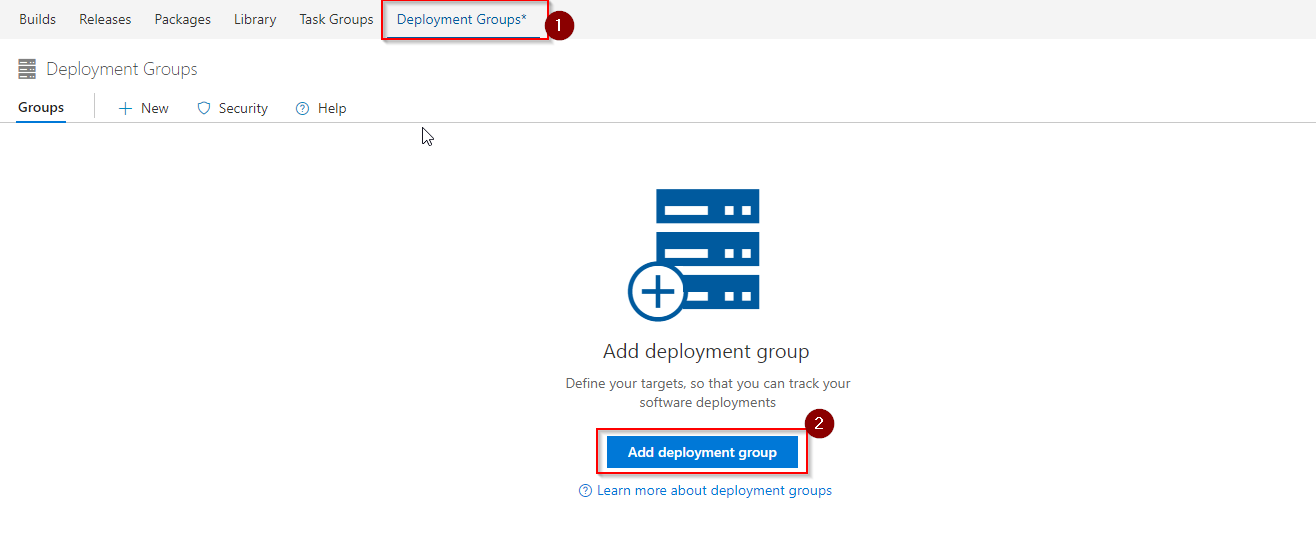 Builds Releases Packages Library Task Groups Deployment Groups* 1
Deployment Groups
Groups New Security Help
Add deployment group
Define your targets, so that you can track your
software deployments
2
Add deployment group
Learn more about deployment groups